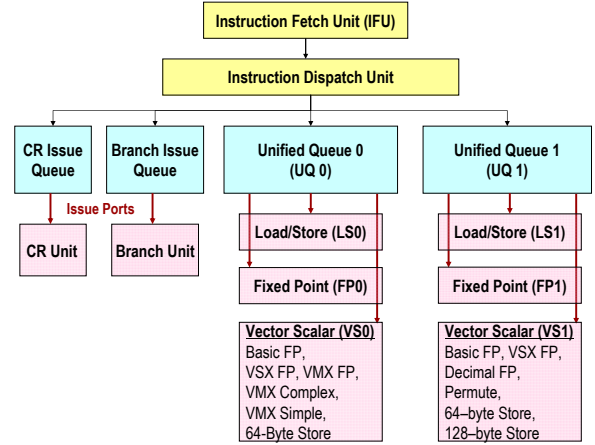 Instruction Fetch Unit (IFU)
Instruction Dispatch Unit
CR Issue
Queue
Branch Issue
Queue
Unified Queue 0
(UQ 0)
Unified Queue 1
(UQ 1)
Issue Ports
CR Unit
Branch Unit
Load/Store (LS0)
Load/Store (LS1)
Fixed Point (FP0)
Fixed Point (FP1)
Vector Scalar (VS0)
Basic FP,
VSX FP, VMX FP,
VMX Complex,
VMX Simple,
64-Byte Store
Vector Scalar (VS1)
Basic FP, VSX FP,
Decimal FP,
Permute,
64–byte Store,
128–byte Store